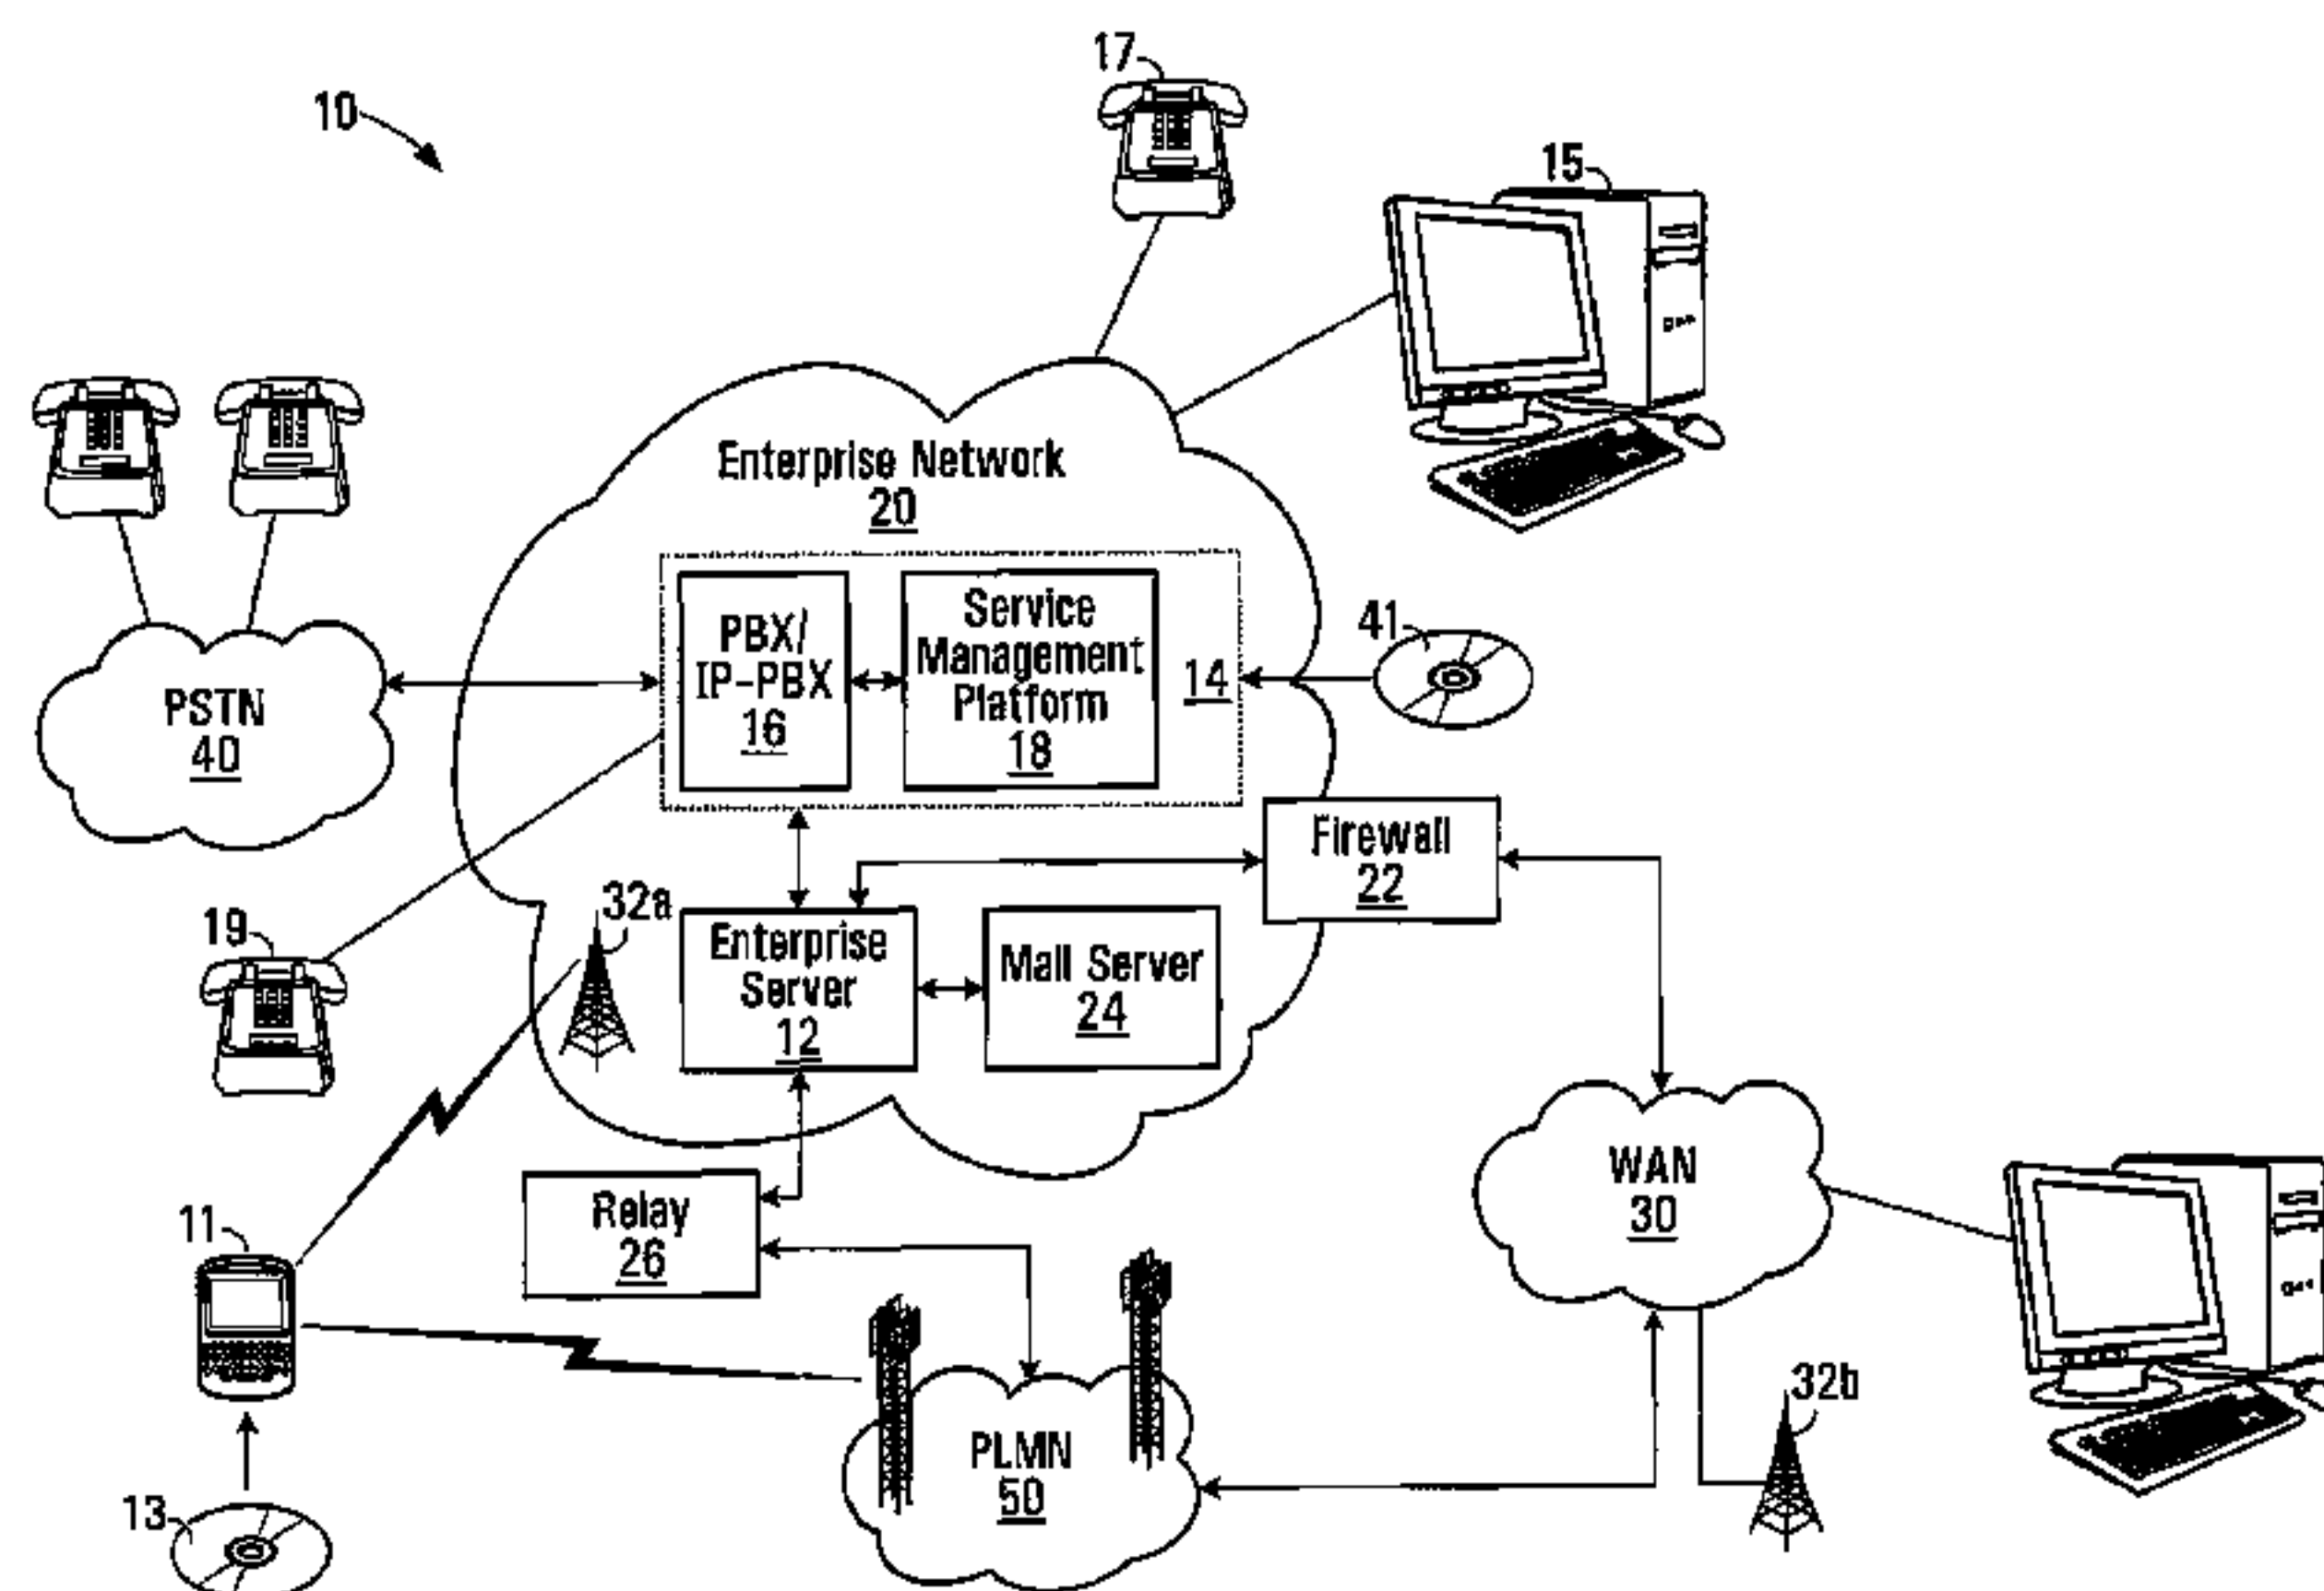 17
10
15
Enterprise Network
20
PBX/
IP-PBX
16
Service
Management
Platform
18
14
41
PSTN
40
Firewall
22
32a
19
Enterprise
Server
12
Mail Server
24
WAN
30
11
Relay
26
32b
PLMN
50
13